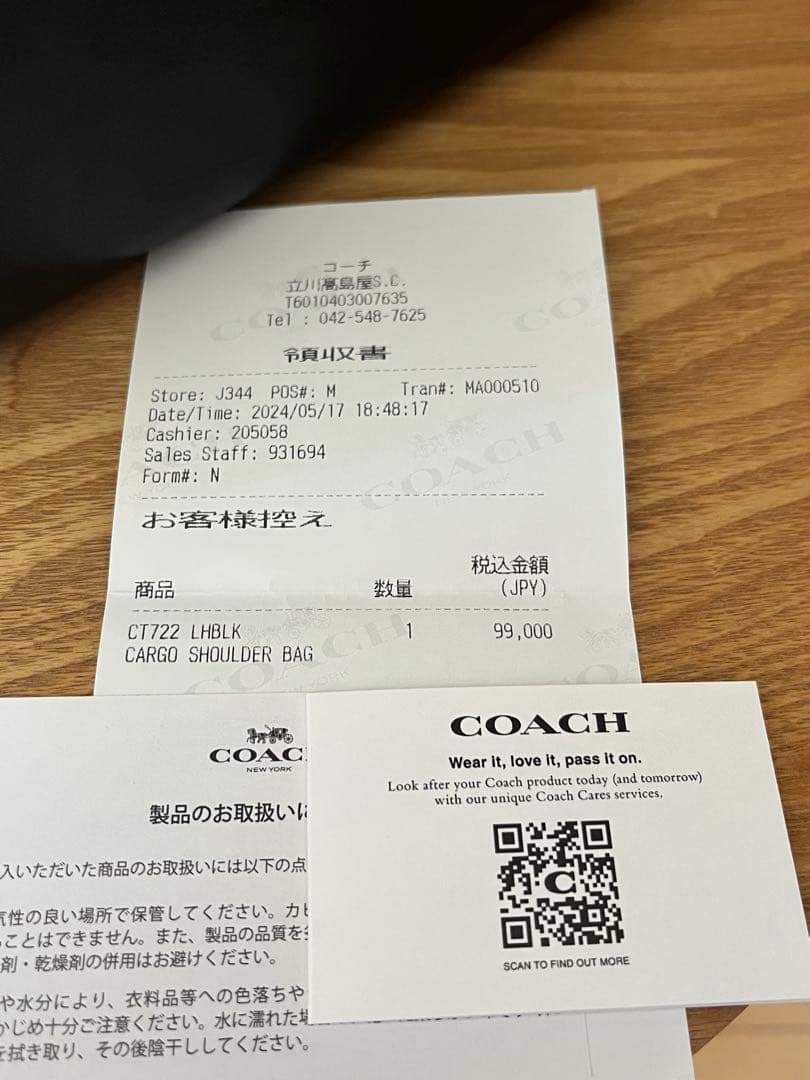 コーチ
立川高島屋S.C.
T6010403007635
Tel : 042-548-7625
領収書
Store: J344 POS#: M Tran#: MA000510
Date/Time: 2024/05/17 18:48:17
Cashier: 205058
Sales Staff: 931694
Form#: N
お客様控え
税込金額
商品 数量 (JPY)
CT722 LHBLK 1 99,000
CARGO SHOULDER BAG
COAC
NEW YORK
製品のお取扱いに
入いただいた商品のお取扱いには以下の点
気性の良い場所で保管してください。カビ
ることはできません。また、製品の品質を
剤・乾燥剤の併用はお避けください。
や水分により、衣料品等への色落ちや
かじめ十分ご注意ください。水に濡れた場
を拭き取り、その後陰干ししてください。
COACH
Wear it, love it, pass it on.
Look after your Coach product today (and tomorrow)
with our unique Coach Cares services.
C
SCAN TO FIND OUT MORE